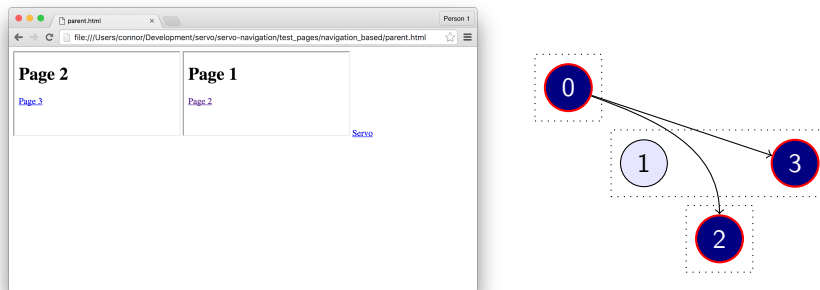 parent.html
Person 1
file:///Users/connor/Development/servo/servo-navigation/test_pages/navigation_based/parent.html
Page 2
Page 1
Page 3
Page 2
Servo
0
1
3
2